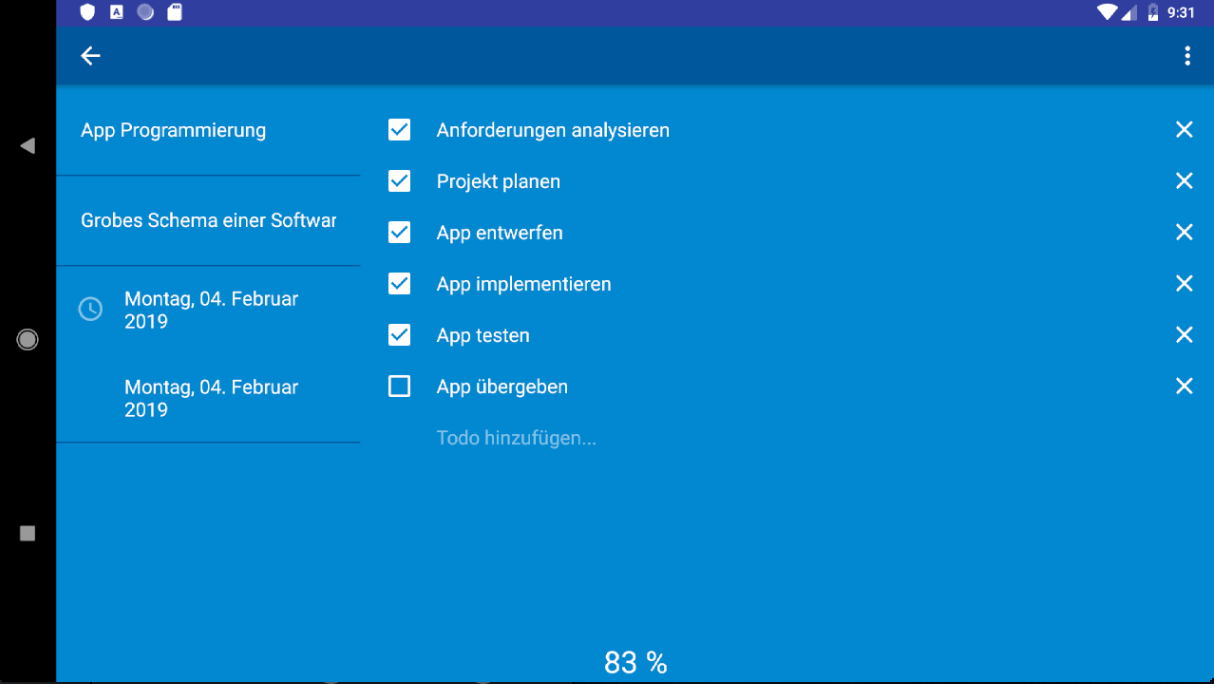 9:31
App Programmierung
Grobes Schema einer Softwar
Montag, 04. Februar
2019
Montag, 04. Februar
2019
Anforderungen analysieren
Projekt planen
App entwerfen
App implementieren
App testen
App übergeben
Todo hinzufügen...
83 %